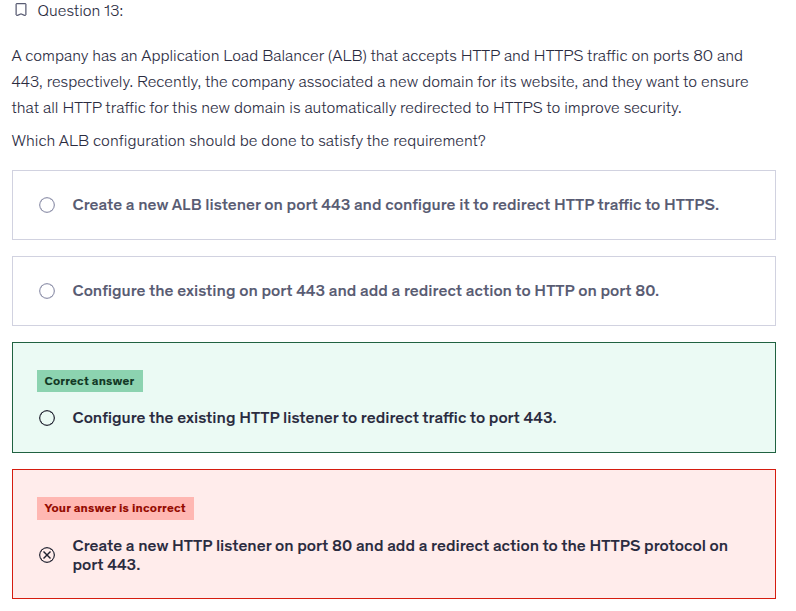 Question 13:
A company has an Application Load Balancer (ALB) that accepts HTTP and HTTPS traffic on ports 80 and
443, respectively. Recently, the company associated a new domain for its website, and they want to ensure
that all HTTP traffic for this new domain is automatically redirected to HTTPS to improve security.
Which ALB configuration should be done to satisfy the requirement?
Create a new ALB listener on port 443 and configure it to redirect HTTP traffic to HTTPS.
Configure the existing on port 443 and add a redirect action to HTTP on port 80.
Correct answer
Configure the existing HTTP listener to redirect traffic to port 443.
Your answer is incorrect
Create a new HTTP listener on port 80 and add a redirect action to the HTTPS protocol on
port 443.